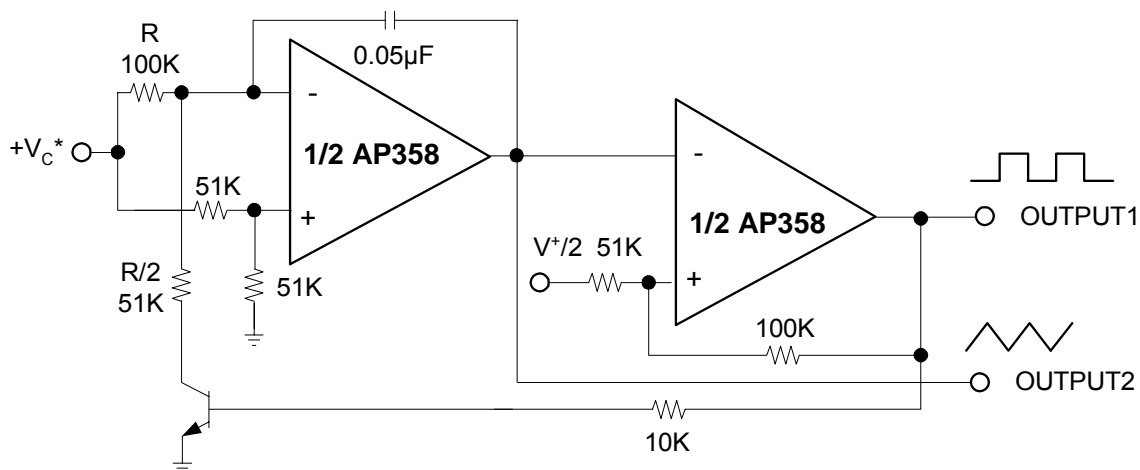 R
100K
0.05µF
-
1/2 AP358
+
+VC*
51K
51K
R/2
51K
-
1/2 AP358
+
V+/2 51K
100K
10K
OUTPUT1
OUTPUT2